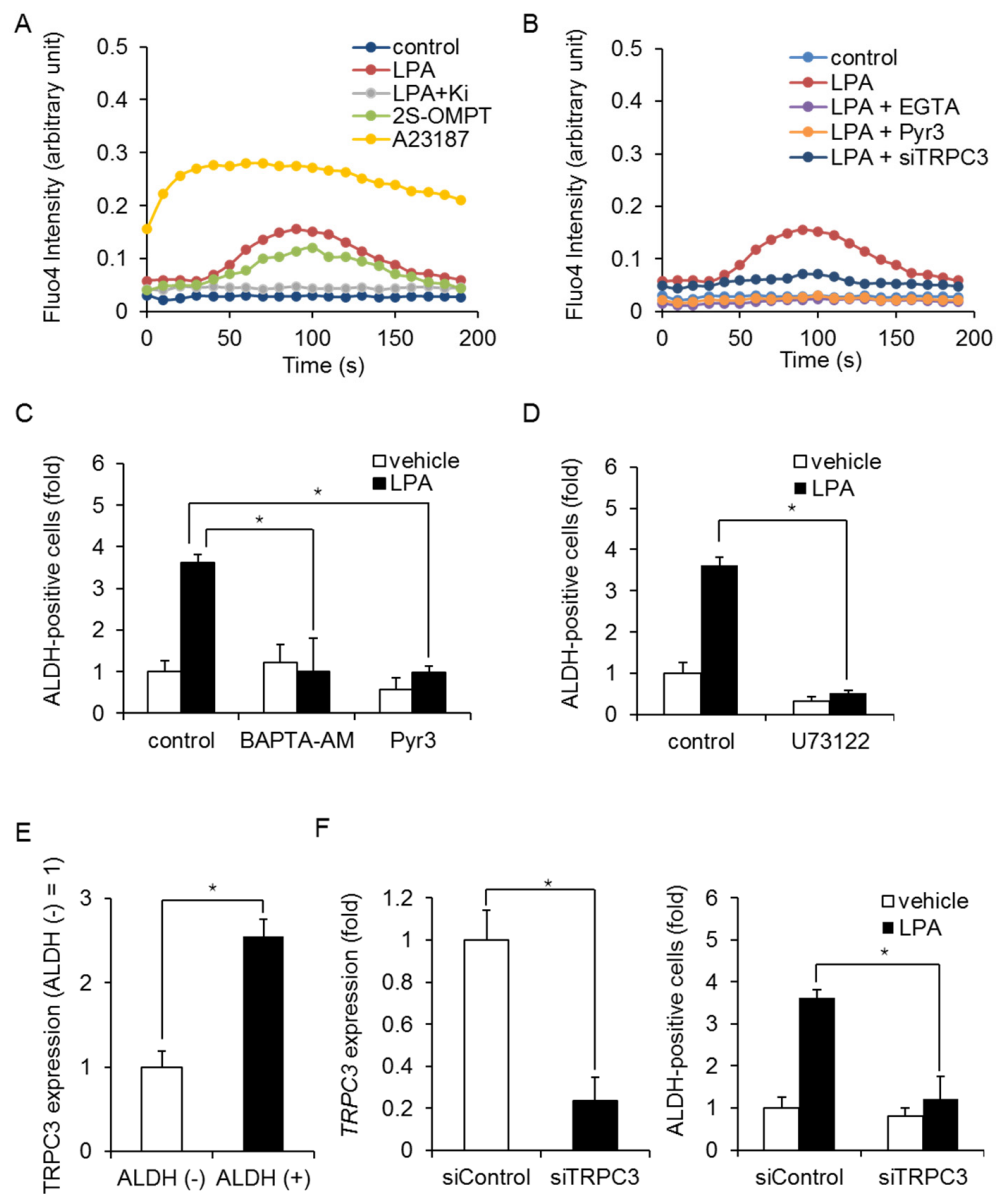 A
Fluo4 Intensity (arbitrary unit)
0.5
0.4
0.3
0.2
0.1
0
0 50 100 150 200
Time (s)
control
LPA
LPA+Ki
2S-OMPT
A23187
B
Fluo4 Intensity (arbitrary unit)
0.5
0.4
0.3
0.2
0.1
0
0 50 100 150 200
Time (s)
control
LPA
LPA + EGTA
LPA + Pyr3
LPA + siTRPC3
C
ALDH-positive cells (fold)
6
5
4
3
2
1
0
vehicle
LPA
*
*
control BAPTA-AM Pyr3
D
ALDH-positive cells (fold)
6
5
4
3
2
1
0
vehicle
LPA
*
control U73122
E
TRPC3 expression (ALDH (-) = 1)
3
2
1
0
*
ALDH (-) ALDH (+)
F
TRPC3 expression (fold)
1.2
1
0.8
0.6
0.4
0.2
0
*
siControl siTRPC3
ALDH-positive cells (fold)
6
5
4
3
2
1
0
vehicle
LPA
*
siControl siTRPC3